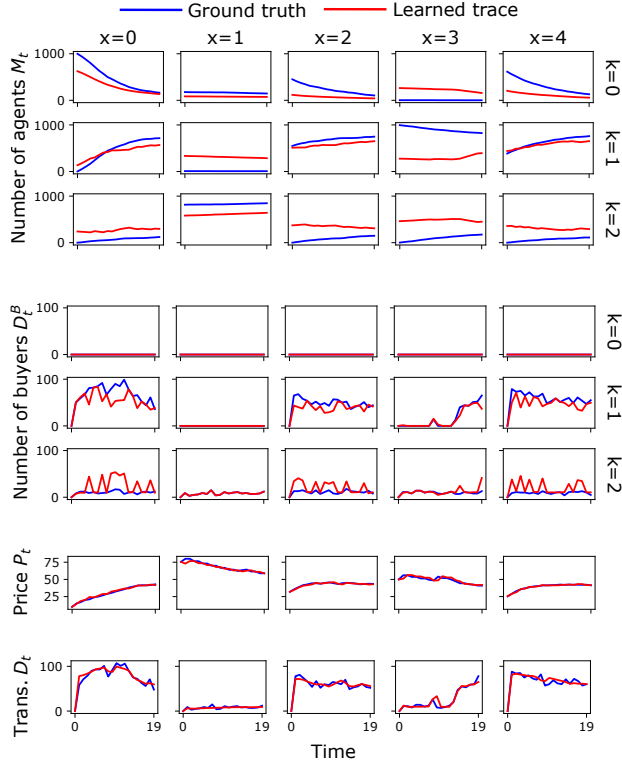 Ground truth Learned trace
x=0 x=1 x=2 x=3 x=4
Number of agents M_t
1000
0
k=0
1000
0
k=1
1000
0
k=2
Number of buyers D_t^B
100
0
k=0
100
0
k=1
100
0
k=2
Price P_t
75
50
25
Trans. D_t
100
0
0 19 0 19 0 19 0 19 0 19
Time